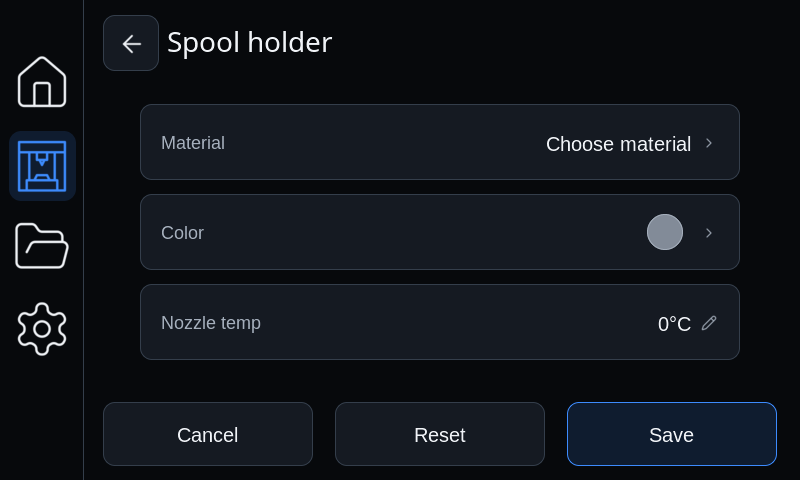 Spool holder
Material
Choose material
Color
Nozzle temp
0°C
Cancel
Reset
Save